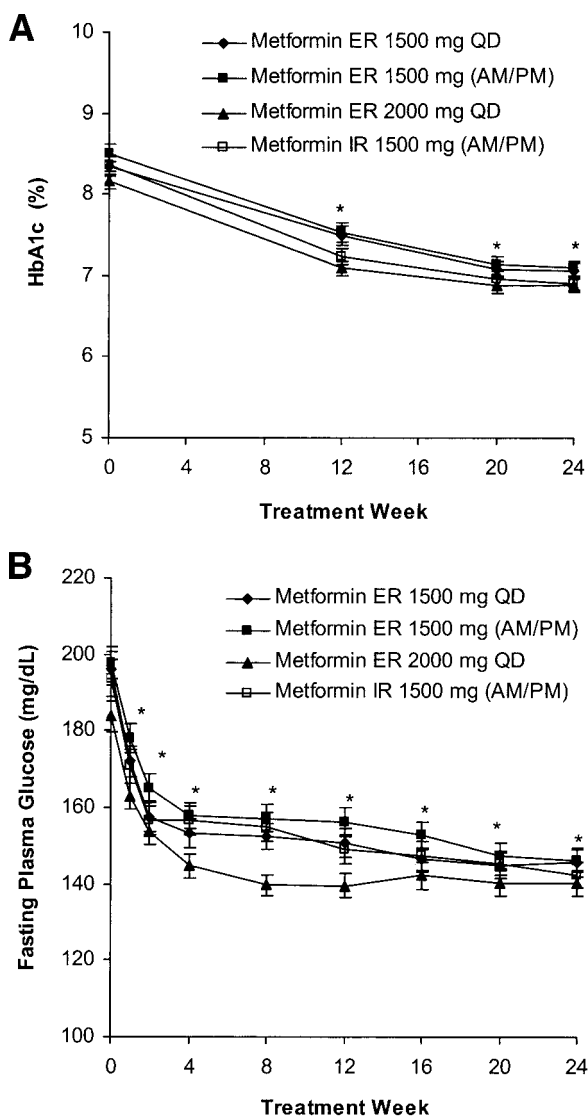 A
10
9
8
7
6
5
HbA1c (%)
Metformin ER 1500 mg QD
Metformin ER 1500 mg (AM/PM)
Metformin ER 2000 mg QD
Metformin IR 1500 mg (AM/PM)
* * *
0 4 8 12 16 20 24
Treatment Week
B
220
200
180
160
140
120
100
Fasting Plasma Glucose (mg/dL)
Metformin ER 1500 mg QD
Metformin ER 1500 mg (AM/PM)
Metformin ER 2000 mg QD
Metformin IR 1500 mg (AM/PM)
* * * * * * * *
0 4 8 12 16 20 24
Treatment Week